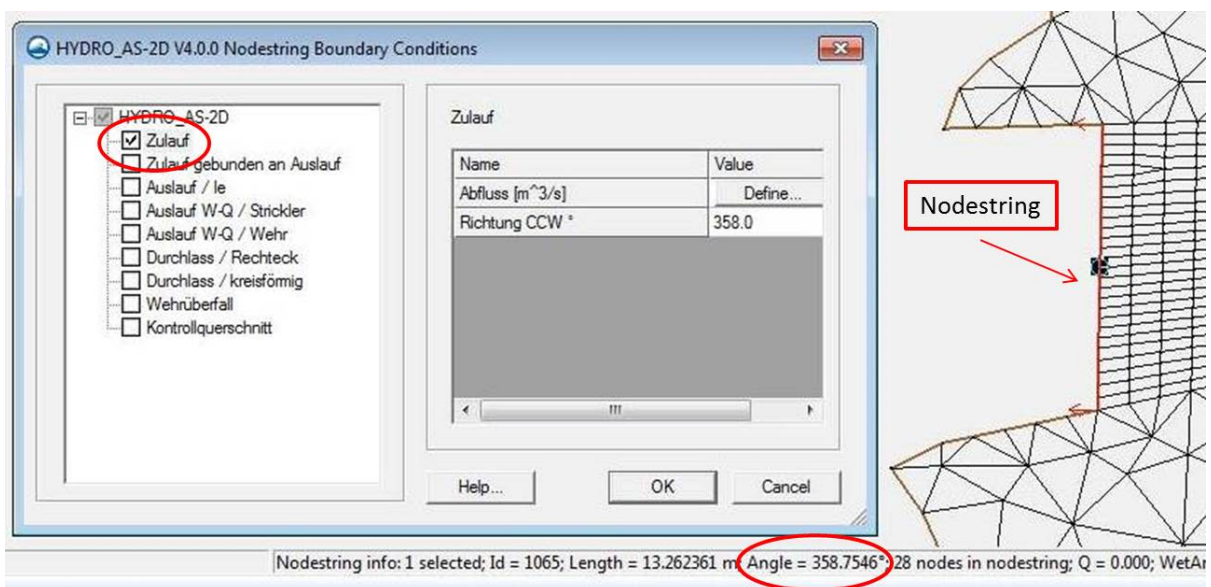 HYDRO_AS-2D V4.0.0 Nodestring Boundary Conditions
HYDRO_AS-2D
Zulauf
Zulauf gebunden an Auslauf
Auslauf / Ie
Auslauf W-Q / Strickler
Auslauf W-Q / Wehr
Durchlass / Rechteck
Durchlass / kreisförmig
Wehrüberfall
Kontrollquerschnitt
Zulauf
Name Value
Abfluss [m^3/s] Define...
Richtung CCW ° 358.0
Help... OK Cancel
Nodestring
Nodestring info: 1 selected; Id = 1065; Length = 13.262361 m; Angle = 358.7546°; 28 nodes in nodestring; Q = 0.000; WetAr